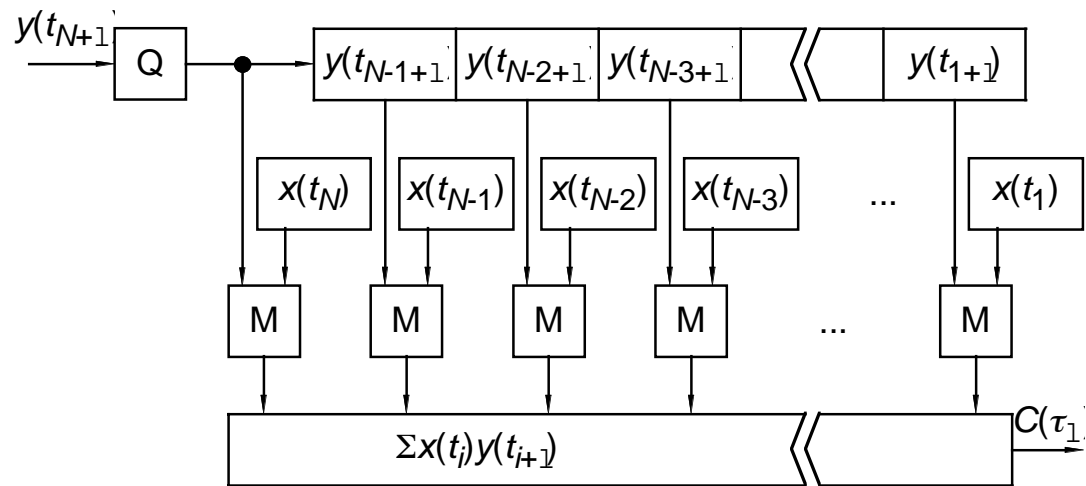 y(t_{N+1})
Q
y(t_{N-1+1}) y(t_{N-2+1}) y(t_{N-3+1}) y(t_{1+1})
x(t_N) x(t_{N-1}) x(t_{N-2}) x(t_{N-3}) ... x(t_1)
M M M M ... M
Σx(t_i)y(t_{i+1})
C(τ_1)